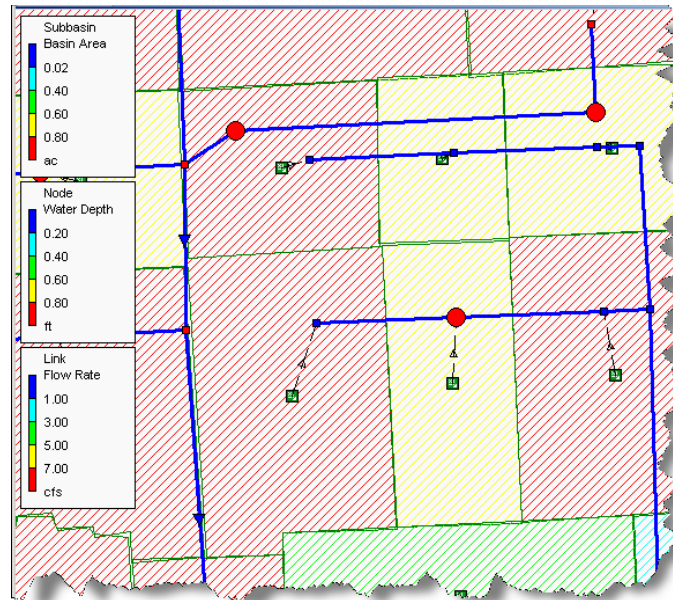 Subbasin
Basin Area
0.02
0.40
0.60
0.80
ac
Node
Water Depth
0.20
0.40
0.60
0.80
ft
Link
Flow Rate
1.00
3.00
5.00
7.00
cfs